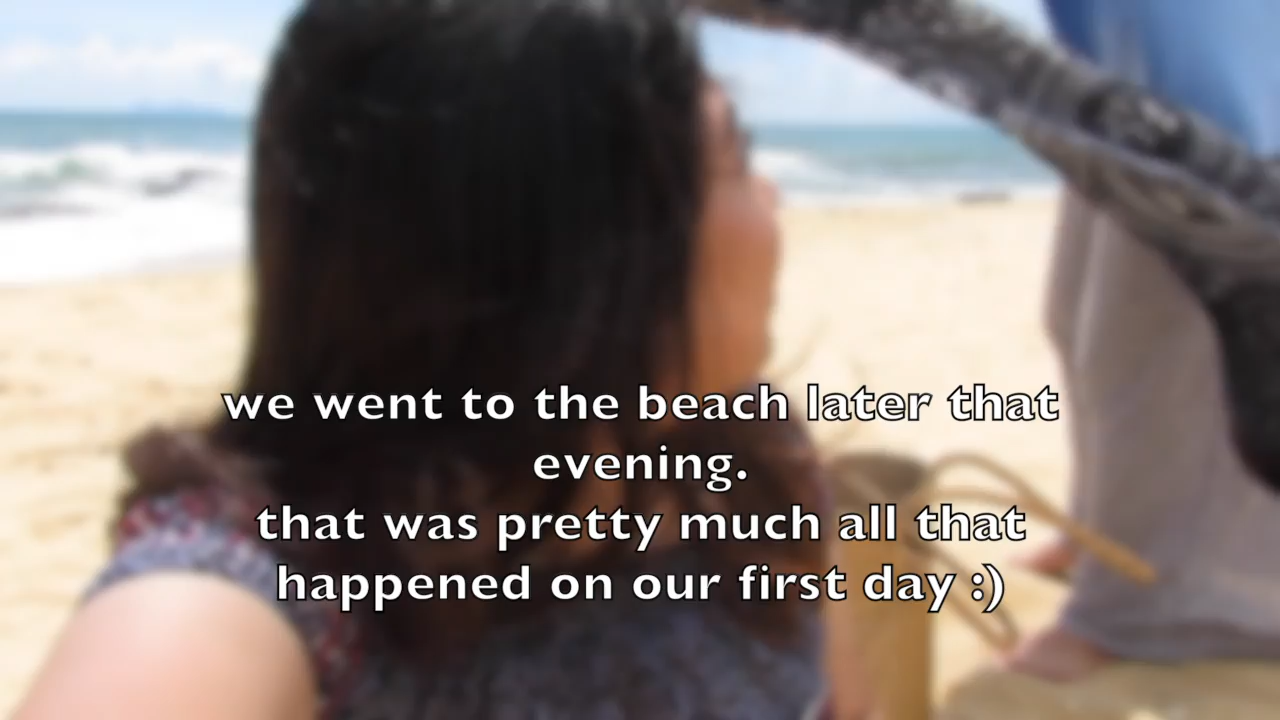 we went to the beach later that
evening.
that was pretty much all that
happened on our first day :)